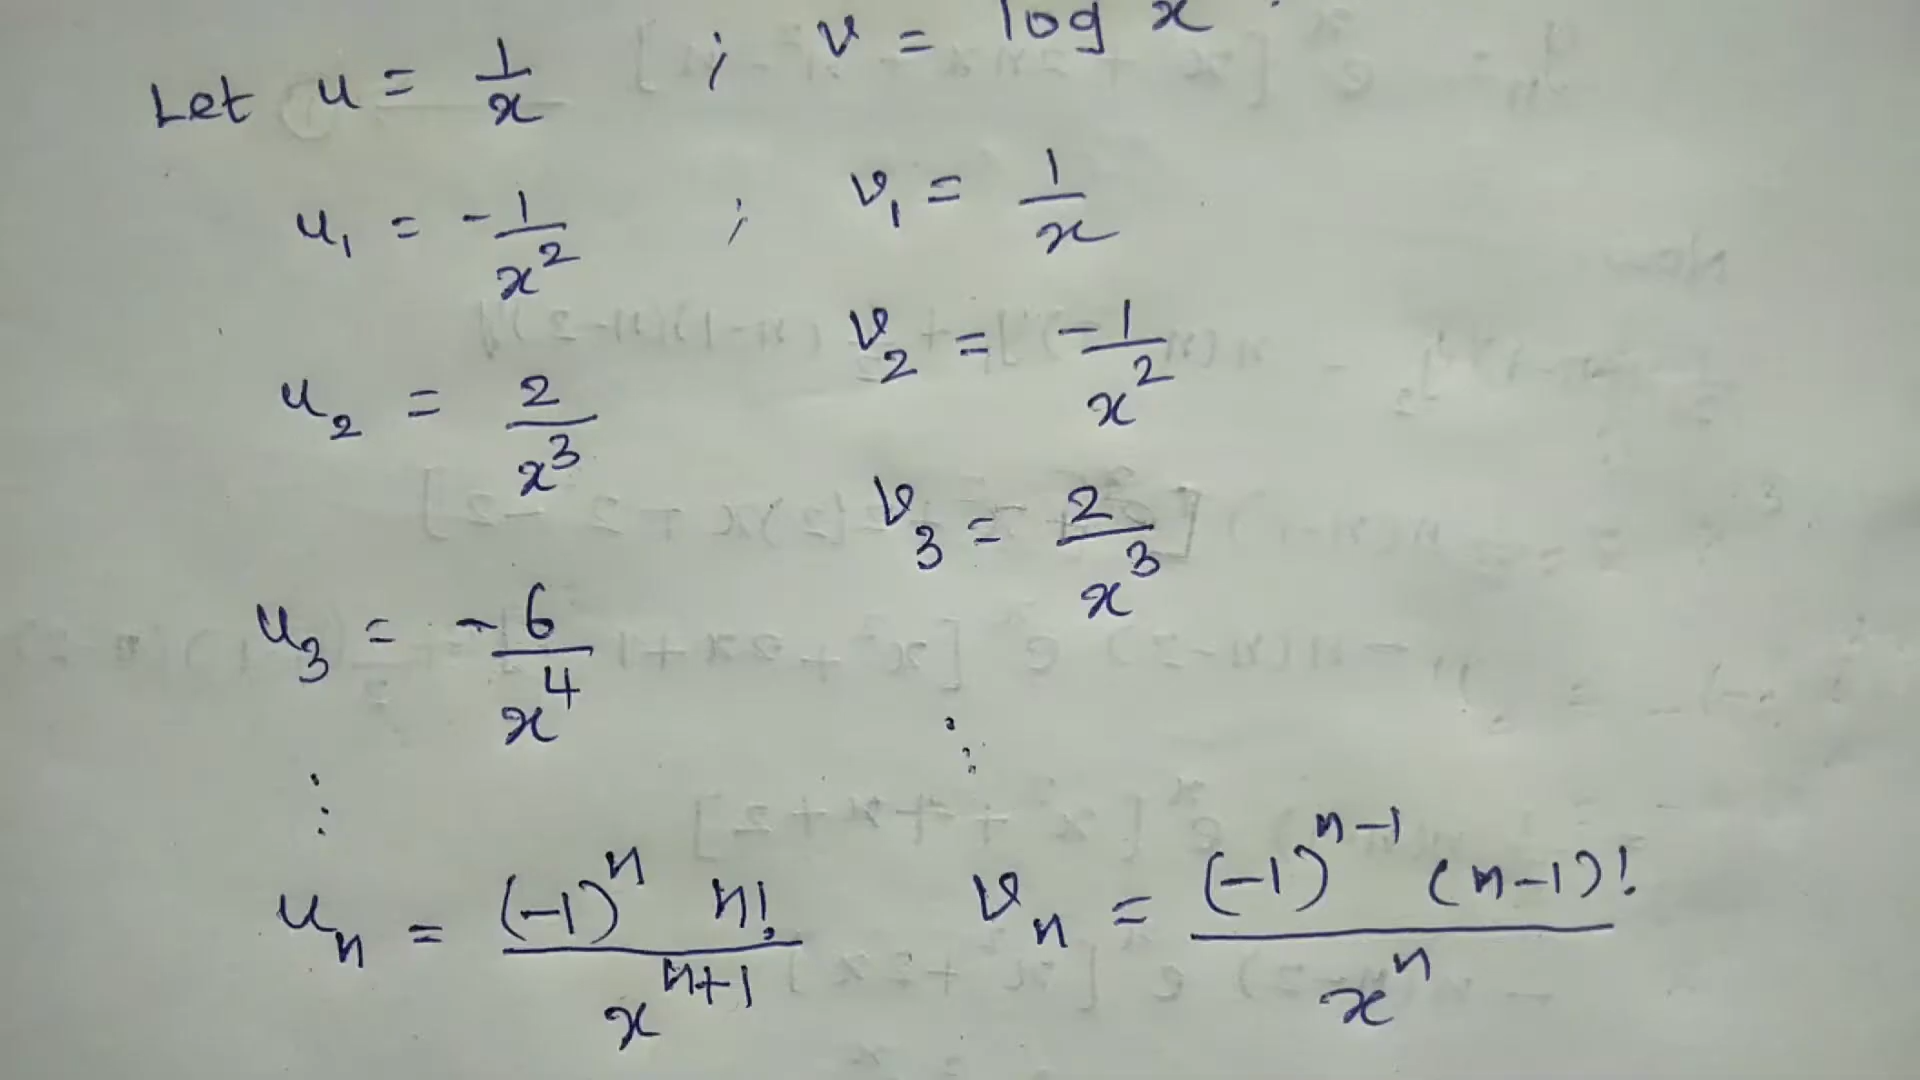 Let u = 1/x ; v = log x
u₁ = -1/x² ; v₁ = 1/x
v₂ = -1/x²
u₂ = 2/x³
v₃ = 2/x³
u₃ = -6/x⁴
⋮ ⋮
uₙ = (-1)ⁿ n!/xⁿ⁺¹ vₙ = (-1)ⁿ⁻¹ (n-1)!/xⁿ